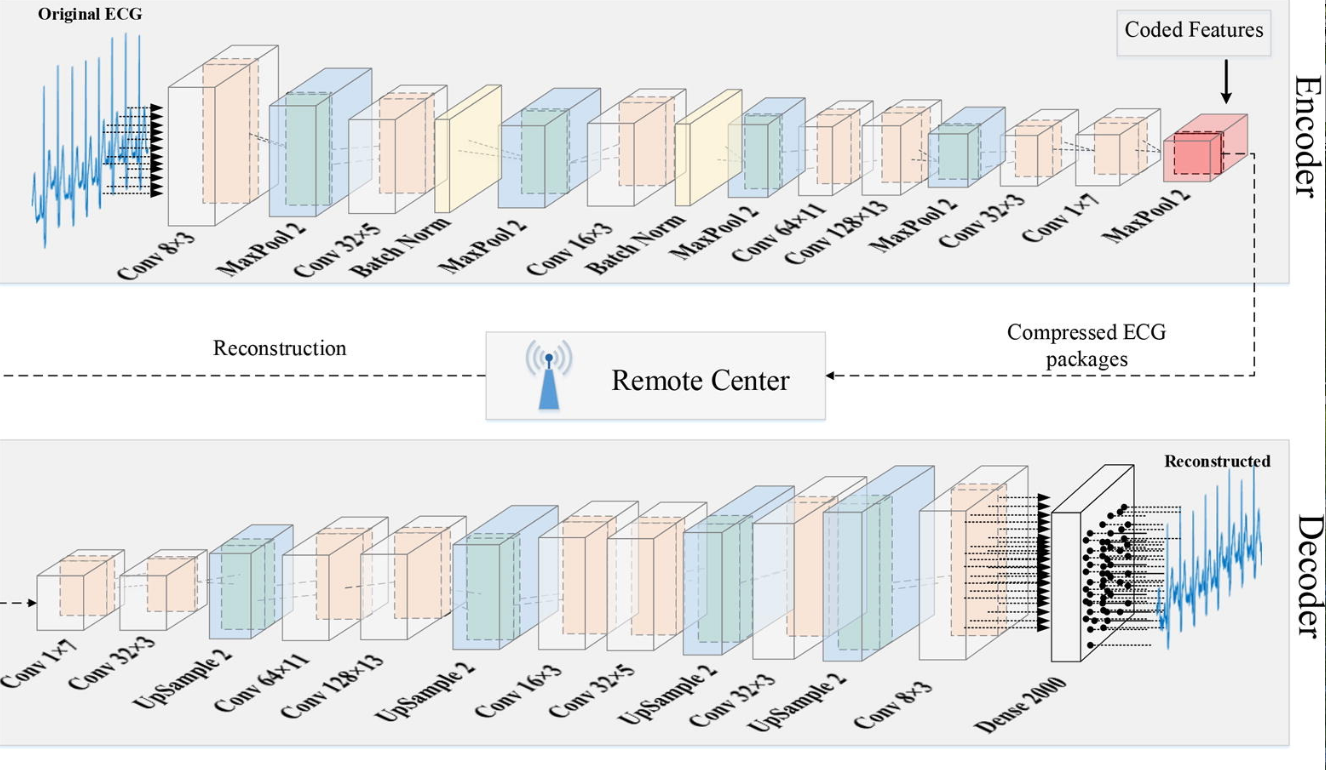 Original ECG
Coded Features
Encoder
Conv 8×3
MaxPool 2
Conv 32×5
Batch Norm
MaxPool 2
Conv 16×3
Batch Norm
MaxPool 2
Conv 64×11
Conv 128×13
MaxPool 2
Conv 32×3
Conv 1×7
MaxPool 2
Reconstruction
Remote Center
Compressed ECG
packages
Reconstructed
Decoder
Conv 1×7
Conv 32×3
UpSample 2
Conv 64×11
Conv 128×13
UpSample 2
Conv 16×3
Conv 32×5
UpSample 2
Conv 32×3
UpSample 2
Conv 8×3
Dense 2000